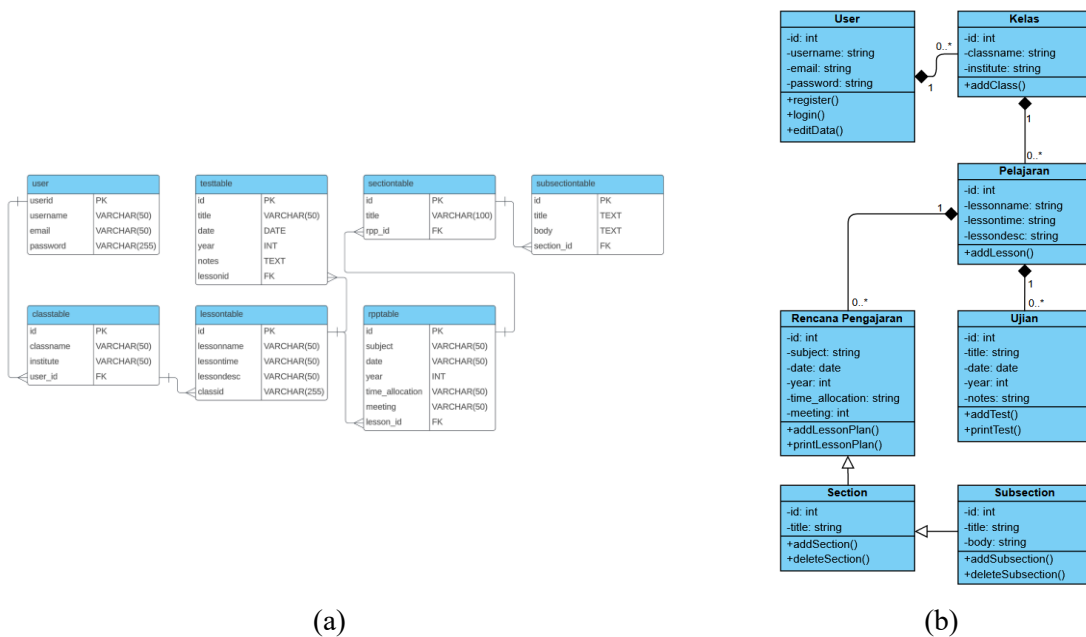 user
userid PK
username VARCHAR(50)
email VARCHAR(50)
password VARCHAR(255)
testtable
id PK
title VARCHAR(50)
date DATE
year INT
notes TEXT
lessonid FK
sectiontable
id PK
title VARCHAR(100)
rpp_id FK
subsectiontable
id PK
title TEXT
body TEXT
section_id FK
classtable
id PK
classname VARCHAR(50)
institute VARCHAR(50)
user_id FK
lessontable
id PK
lessonname VARCHAR(50)
lessontime VARCHAR(50)
lessondesc VARCHAR(50)
classid VARCHAR(255)
rpptable
id PK
subject VARCHAR(50)
date VARCHAR(50)
year INT
time_allocation VARCHAR(50)
meeting VARCHAR(50)
lesson_id FK
(a)
User
-id: int
-username: string
-email: string
-password: string
+register()
+login()
+editData()
1
0..*
Kelas
-id: int
-classname: string
-institute: string
+addClass()
1
0..*
Pelajaran
-id: int
-lessonname: string
-lessontime: string
-lessondesc: string
+addLesson()
1
0..*
1
0..*
Rencana Pengajaran
-id: int
-subject: string
-date: date
-year: int
-time_allocation: string
-meeting: int
+addLessonPlan()
+printLessonPlan()
Ujian
-id: int
-title: string
-date: date
-year: int
-notes: string
+addTest()
+printTest()
Section
-id: int
-title: string
+addSection()
+deleteSection()
Subsection
-id: int
-title: string
-body: string
+addSubsection()
+deleteSubsection()
(b)